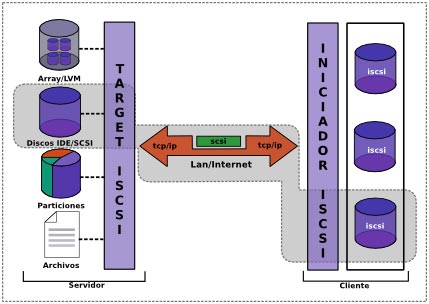 Array/LVM
Discos IDE/SCSI
Particiones
Archivos
Servidor
TARGET ISCSI
tcp/ip
scsi
tcp/ip
Lan/Internet
INICIADOR ISCSI
iscsi
iscsi
iscsi
Cliente